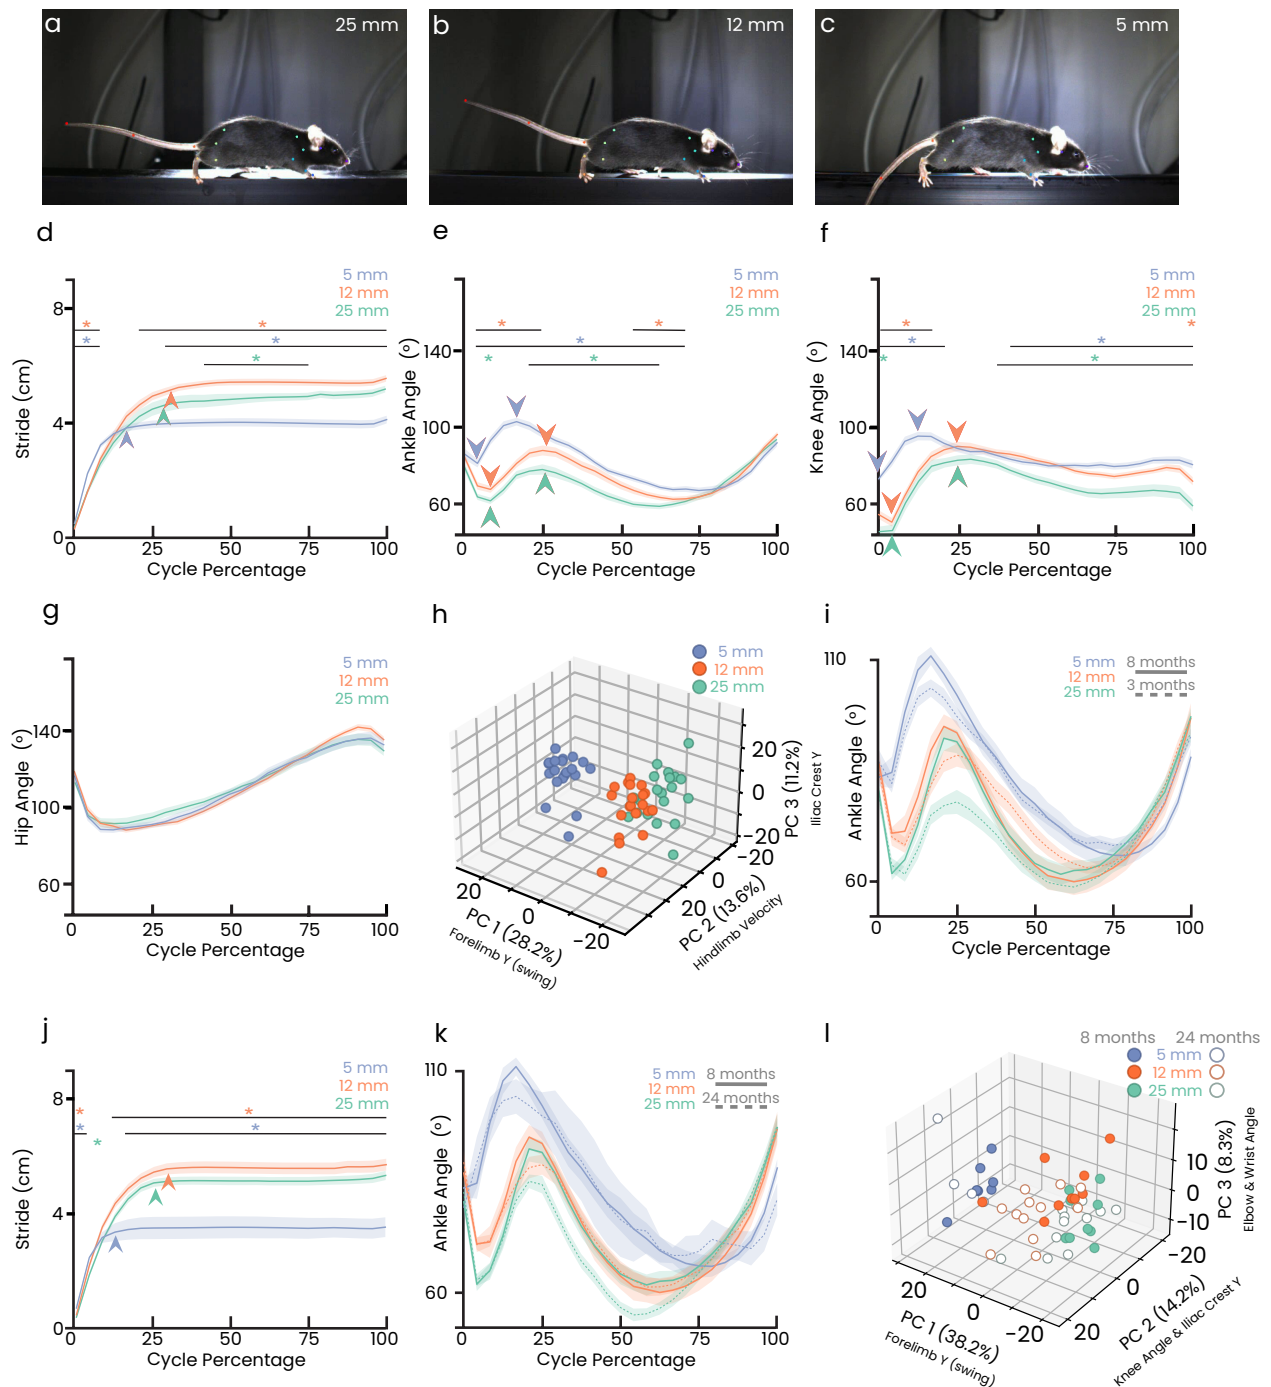 a
25 mm
b
12 mm
c
5 mm
d
5 mm
12 mm
25 mm
*
*
*
*
*
8
4
0
Stride (cm)
0 25 50 75 100
Cycle Percentage
e
5 mm
12 mm
25 mm
*
*
*
*
*
140
100
60
Ankle Angle (º)
0 25 50 75 100
Cycle Percentage
f
5 mm
12 mm
25 mm
*
*
*
*
*
*
140
100
60
Knee Angle (º)
0 25 50 75 100
Cycle Percentage
g
5 mm
12 mm
25 mm
140
100
60
Hip Angle (º)
0 25 50 75 100
Cycle Percentage
h
5 mm
12 mm
25 mm
20
0
−20
PC 3 (11.2%)
Iliac Crest Y
−20
0
20
PC 2 (13.6%)
Hindlimb Velocity
20
0
−20
PC 1 (28.2%)
Forelimb Y (swing)
i
5 mm
12 mm
25 mm
8 months
3 months
110
60
Ankle Angle (º)
0 25 50 75 100
Cycle Percentage
j
5 mm
12 mm
25 mm
*
*
*
*
*
8
4
0
Stride (cm)
0 25 50 75 100
Cycle Percentage
k
5 mm
12 mm
25 mm
8 months
24 months
110
60
Ankle Angle (º)
0 25 50 75 100
Cycle Percentage
l
8 months 24 months
5 mm
12 mm
25 mm
10
0
−10
PC 3 (8.3%)
Elbow & Wrist Angle
−20
0
20
PC 2 (14.2%)
Knee Angle & Iliac Crest Y
20
0
−20
PC 1 (38.2%)
Forelimb Y (swing)